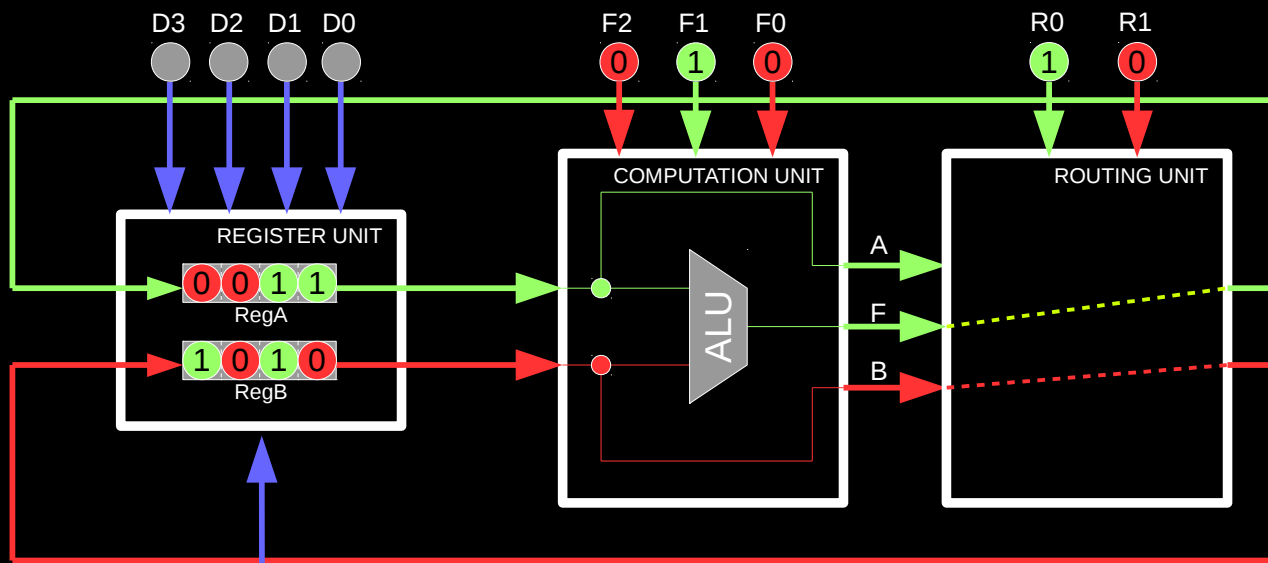 D3 D2 D1 D0 F2 F1 F0 R0 R1
0 1 0 1 0
COMPUTATION UNIT ROUTING UNIT
REGISTER UNIT
A
0 0 1 1
RegA
F
ALU
1 0 1 0
B
RegB